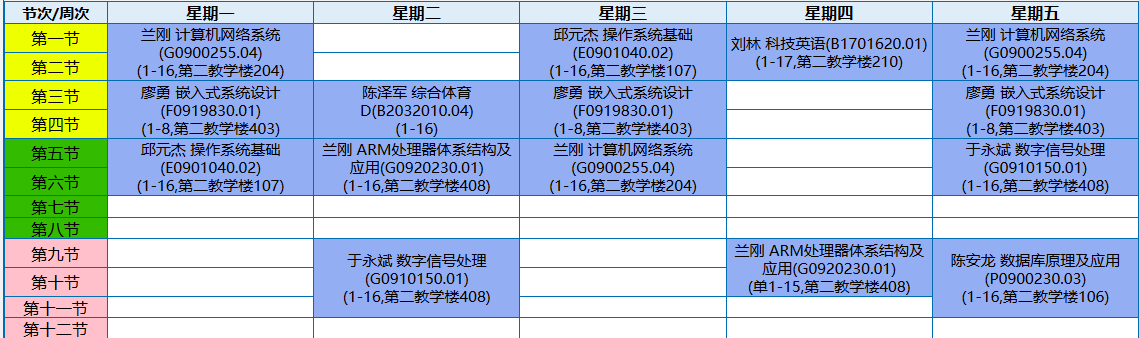 节次/周次 星期一 星期二 星期三 星期四 星期五
第一节
第二节
兰刚 计算机网络系统
(G0900255.04)
(1-16,第二教学楼204)
邱元杰 操作系统基础
(E0901040.02)
(1-16,第二教学楼107)
刘林 科技英语(B1701620.01)
(1-17,第二教学楼210)
兰刚 计算机网络系统
(G0900255.04)
(1-16,第二教学楼204)
第三节
第四节
廖勇 嵌入式系统设计
(F0919830.01)
(1-8,第二教学楼403)
陈泽军 综合体育
D(B2032010.04)
(1-16)
廖勇 嵌入式系统设计
(F0919830.01)
(1-8,第二教学楼403)
廖勇 嵌入式系统设计
(F0919830.01)
(1-8,第二教学楼403)
第五节
第六节
邱元杰 操作系统基础
(E0901040.02)
(1-16,第二教学楼107)
兰刚 ARM处理器体系结构及
应用(G0920230.01)
(1-16,第二教学楼408)
兰刚 计算机网络系统
(G0900255.04)
(1-16,第二教学楼204)
于永斌 数字信号处理
(G0910150.01)
(1-16,第二教学楼408)
第七节
第八节
第九节
第十节
第十一节
于永斌 数字信号处理
(G0910150.01)
(1-16,第二教学楼408)
兰刚 ARM处理器体系结构及
应用(G0920230.01)
(单1-15,第二教学楼408)
陈安龙 数据库原理及应用
(P0900230.03)
(1-16,第二教学楼106)
第十二节